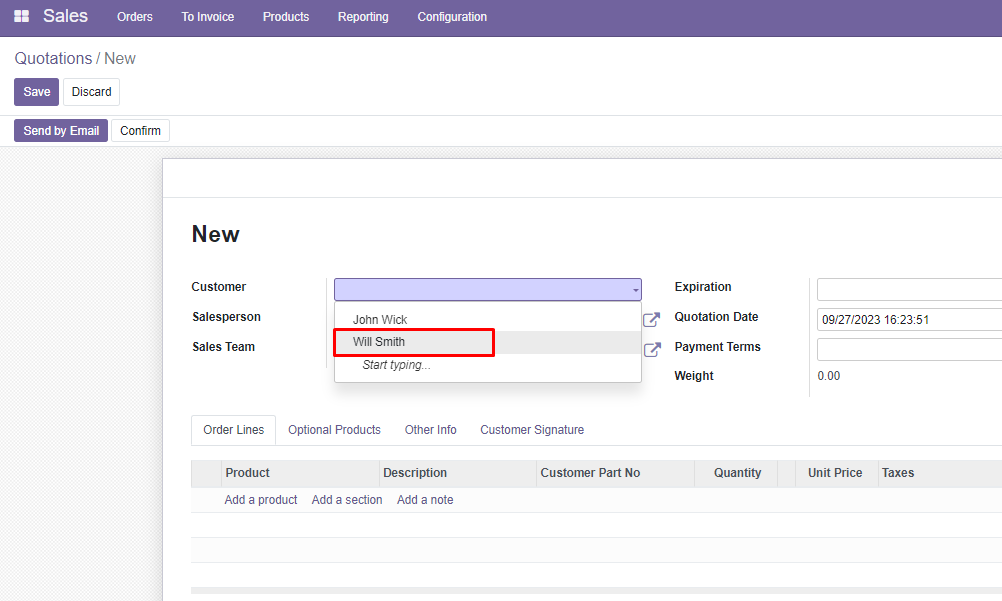 Sales Orders To Invoice Products Reporting Configuration
Quotations / New
Save Discard
Send by Email Confirm
New
Customer Expiration
John Wick
Salesperson Quotation Date 09/27/2023 16:23:51
Will Smith
Sales Team Payment Terms
Start typing...
Weight 0.00
Order Lines Optional Products Other Info Customer Signature
Product Description Customer Part No Quantity Unit Price Taxes
Add a product Add a section Add a note